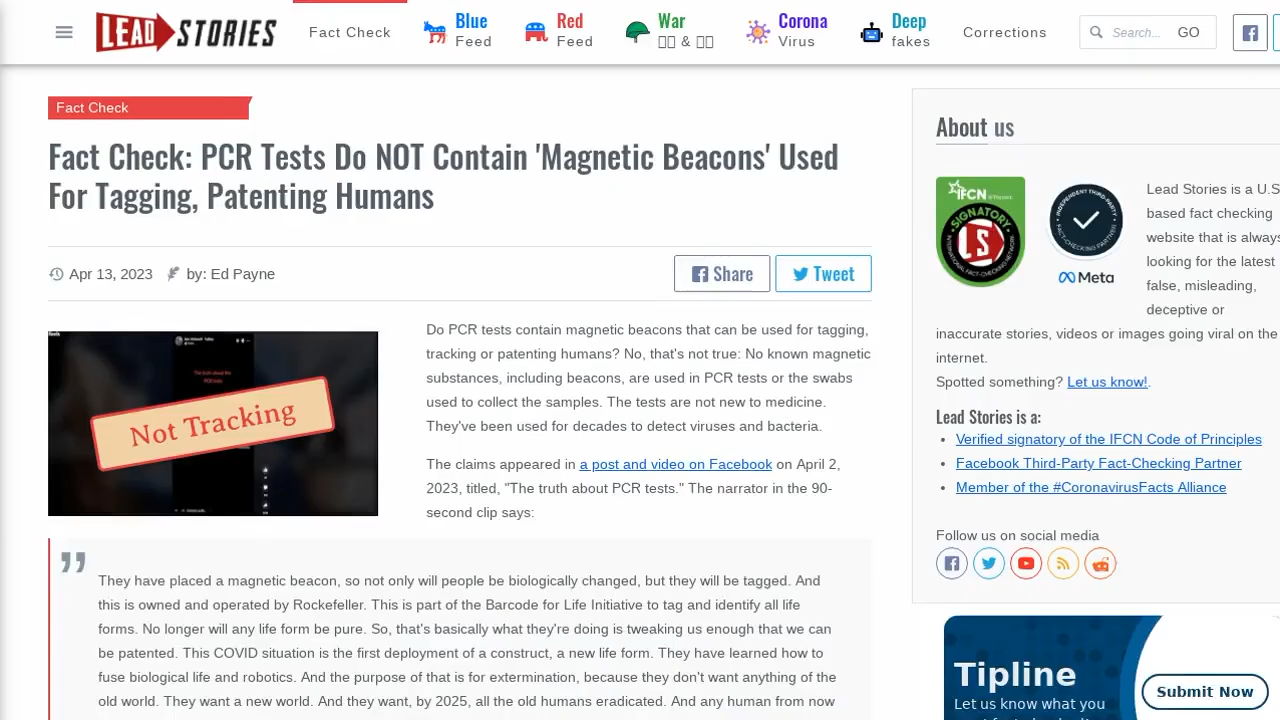 LEAD STORIES
Fact Check
Blue
Feed
Red
Feed
War
& 
Corona
Virus
Deep
fakes
Corrections
Search...
GO
Fact Check
Fact Check: PCR Tests Do NOT Contain 'Magnetic Beacons' Used
For Tagging, Patenting Humans
Apr 13, 2023 by: Ed Payne
Share
Tweet
Not Tracking
Do PCR tests contain magnetic beacons that can be used for tagging,
tracking or patenting humans? No, that's not true: No known magnetic
substances, including beacons, are used in PCR tests or the swabs
used to collect the samples. The tests are not new to medicine.
They've been used for decades to detect viruses and bacteria.
The claims appeared in a post and video on Facebook on April 2,
2023, titled, "The truth about PCR tests." The narrator in the 90-
second clip says:
They have placed a magnetic beacon, so not only will people be biologically changed, but they will be tagged. And
this is owned and operated by Rockefeller. This is part of the Barcode for Life Initiative to tag and identify all life
forms. No longer will any life form be pure. So, that's basically what they're doing is tweaking us enough that we can
be patented. This COVID situation is the first deployment of a construct, a new life form. They have learned how to
fuse biological life and robotics. And the purpose of that is for extermination, because they don't want anything of the
old world. They want a new world. And they want, by 2025, all the old humans eradicated. And any human from now
About us
IFCN
SIGNATORY
INTERNATIONAL FACT-CHECKING NETWORK
LS
INDEPENDENT THIRD-PARTY
FACT-CHECKING PARTNER
Meta
Lead Stories is a U.S
based fact checking
website that is always
looking for the latest
false, misleading,
deceptive or
inaccurate stories, videos or images going viral on the
internet.
Spotted something? Let us know!.
Lead Stories is a:
• Verified signatory of the IFCN Code of Principles
• Facebook Third-Party Fact-Checking Partner
• Member of the #CoronavirusFacts Alliance
Follow us on social media
Tipline
Let us know what you
Submit Now